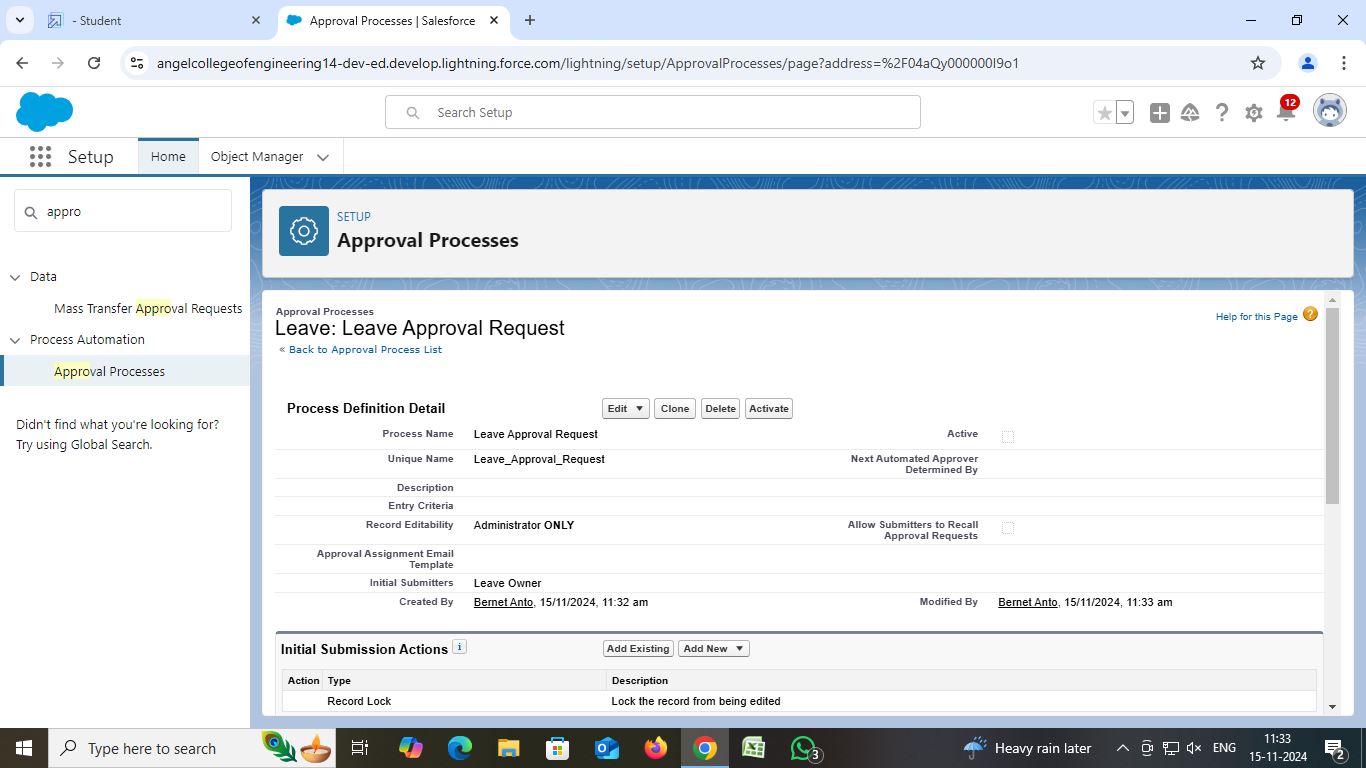 - Student
Approval Processes | Salesforce
angelcollegeofengineering14-dev-ed.develop.lightning.force.com/lightning/setup/ApprovalProcesses/page?address=%2F04aQy000000I9o1
Search Setup
12
Setup
Home
Object Manager
appro
Data
Mass Transfer Approval Requests
Process Automation
Approval Processes
Didn't find what you're looking for?
Try using Global Search.
SETUP
Approval Processes
Approval Processes
Leave: Leave Approval Request
« Back to Approval Process List
Help for this Page ?
Process Definition Detail Edit Clone Delete Activate
Process Name Leave Approval Request Active
Unique Name Leave_Approval_Request Next Automated Approver
Determined By
Description
Entry Criteria
Record Editability Administrator ONLY Allow Submitters to Recall
Approval Requests
Approval Assignment Email
Template
Initial Submitters Leave Owner
Created By Bernet Anto, 15/11/2024, 11:32 am Modified By Bernet Anto, 15/11/2024, 11:33 am
Initial Submission Actions i Add Existing Add New
Action Type Description
Record Lock Lock the record from being edited
Type here to search
3
Heavy rain later
ENG
11:33
15-11-2024
2